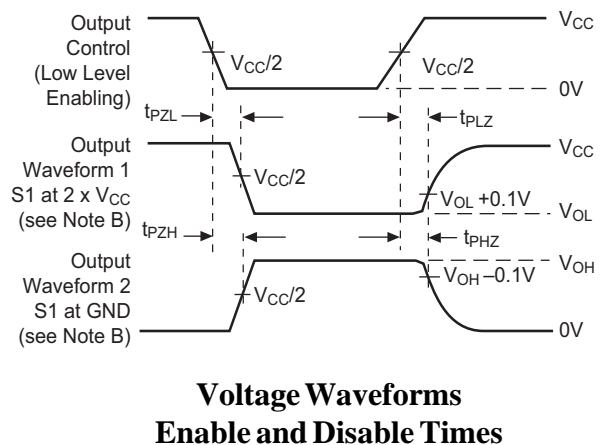 Output
Control
(Low Level
Enabling)
VCC/2
VCC/2
VCC
0V
tPZL
tPLZ
Output
Waveform 1
S1 at 2 x VCC
(see Note B)
VCC/2
VCC
VOL +0.1V
VOL
tPZH
tPHZ
Output
Waveform 2
S1 at GND
(see Note B)
VCC/2
VOH
VOH –0.1V
0V
Voltage Waveforms
Enable and Disable Times